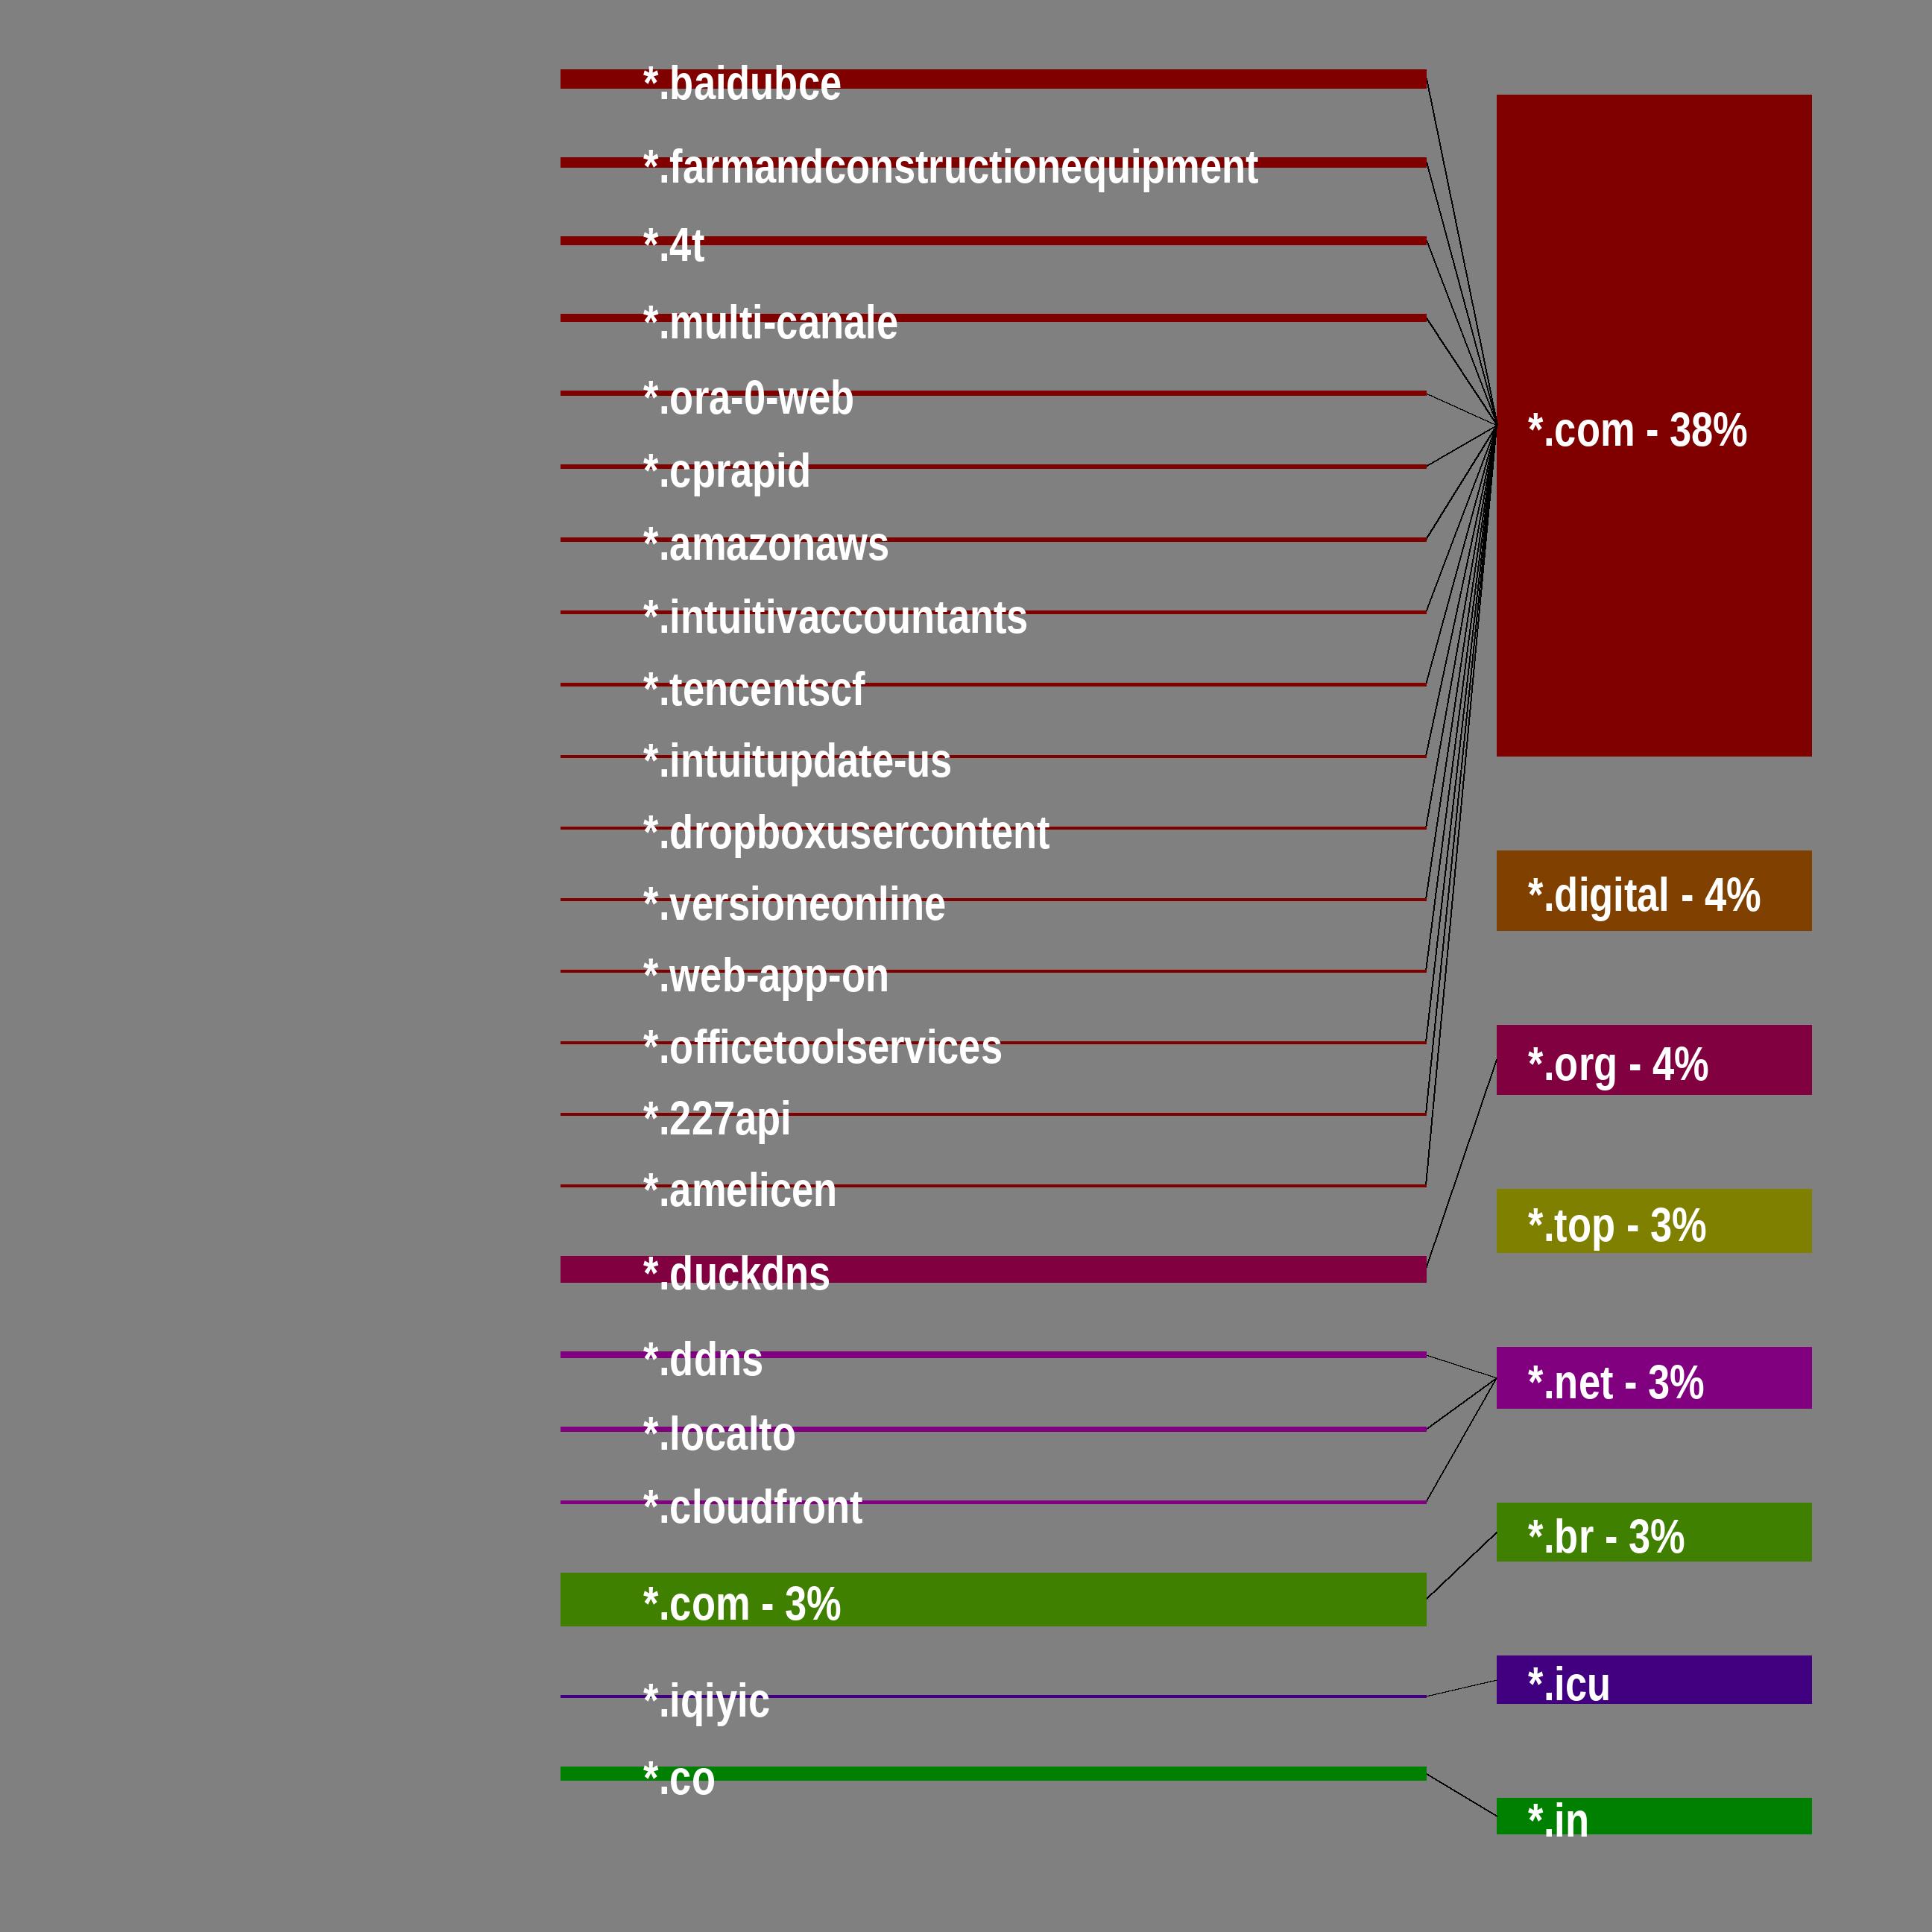 *.baidubce
*.farmandconstructionequipment
*.4t
*.multi-canale
*.ora-0-web
*.cprapid
*.amazonaws
*.intuitivaccountants
*.tencentscf
*.intuitupdate-us
*.dropboxusercontent
*.versioneonline
*.web-app-on
*.officetoolservices
*.227api
*.amelicen
*.duckdns
*.ddns
*.localto
*.cloudfront
*.com - 3%
*.iqiyic
*.co
*.com - 38%
*.digital - 4%
*.org - 4%
*.top - 3%
*.net - 3%
*.br - 3%
*.icu
*.in